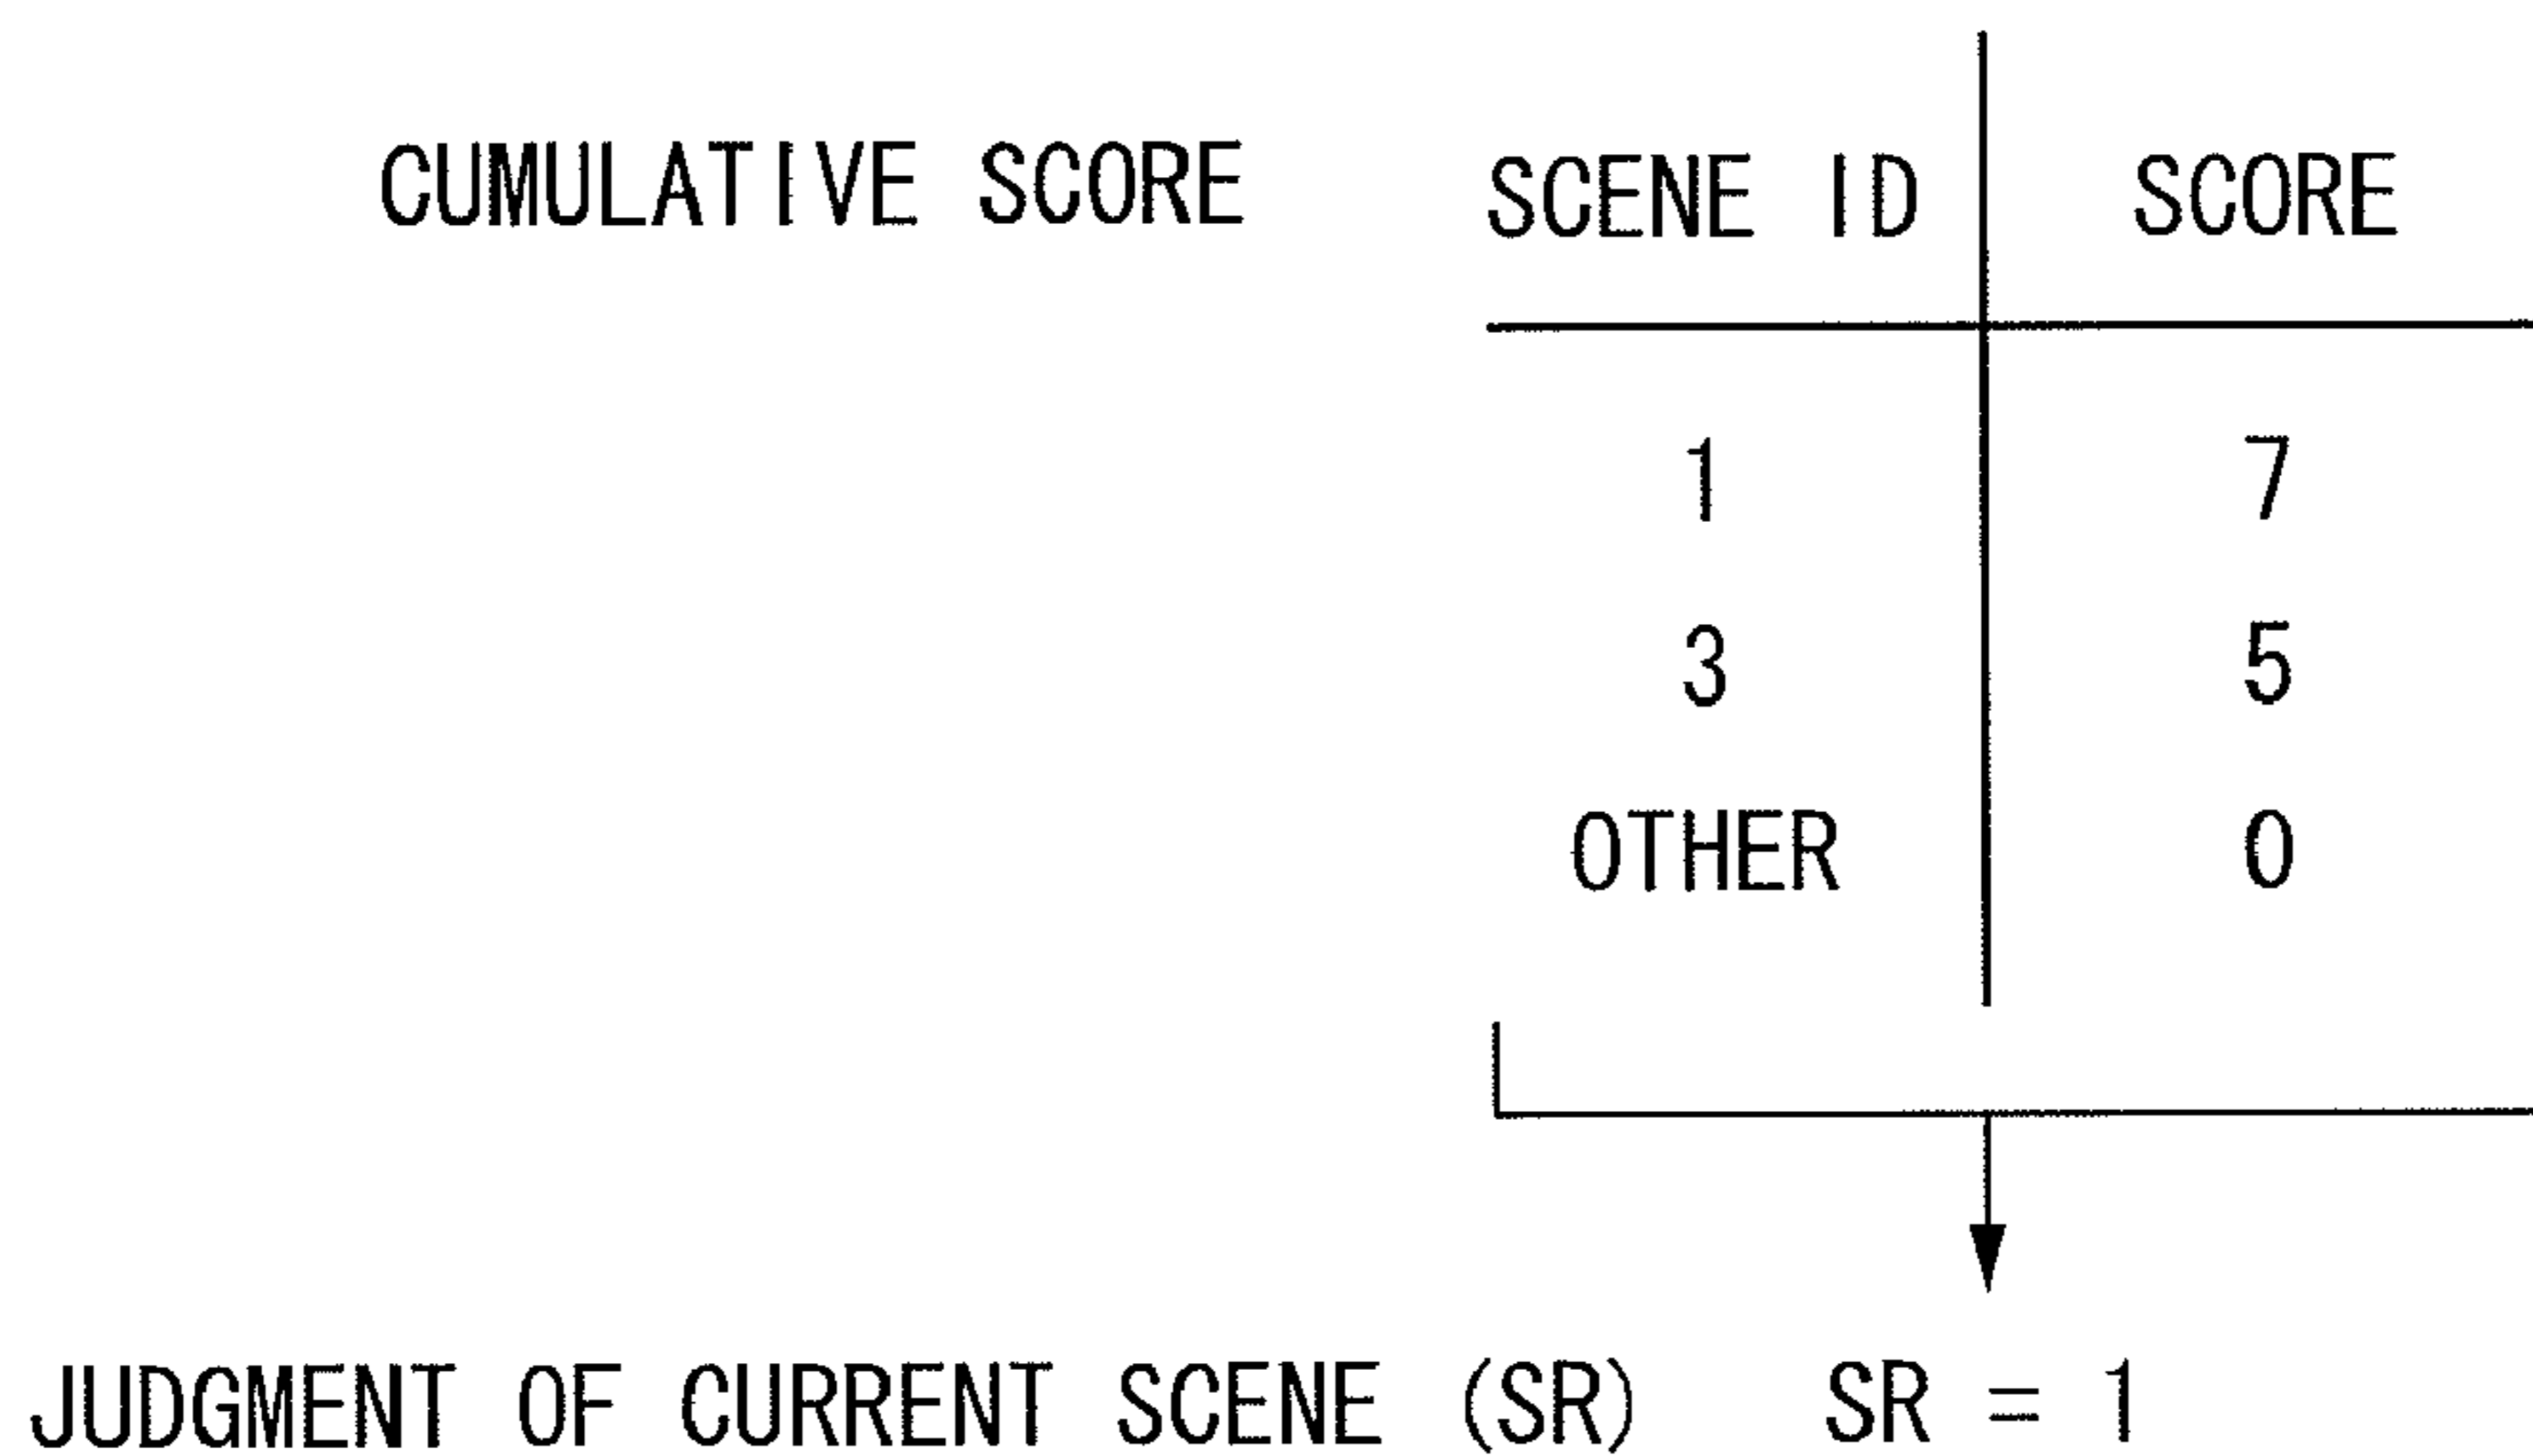 CUMULATIVE SCORE SCENE ID SCORE
1 7
3 5
OTHER 0
JUDGMENT OF CURRENT SCENE (SR) SR = 1